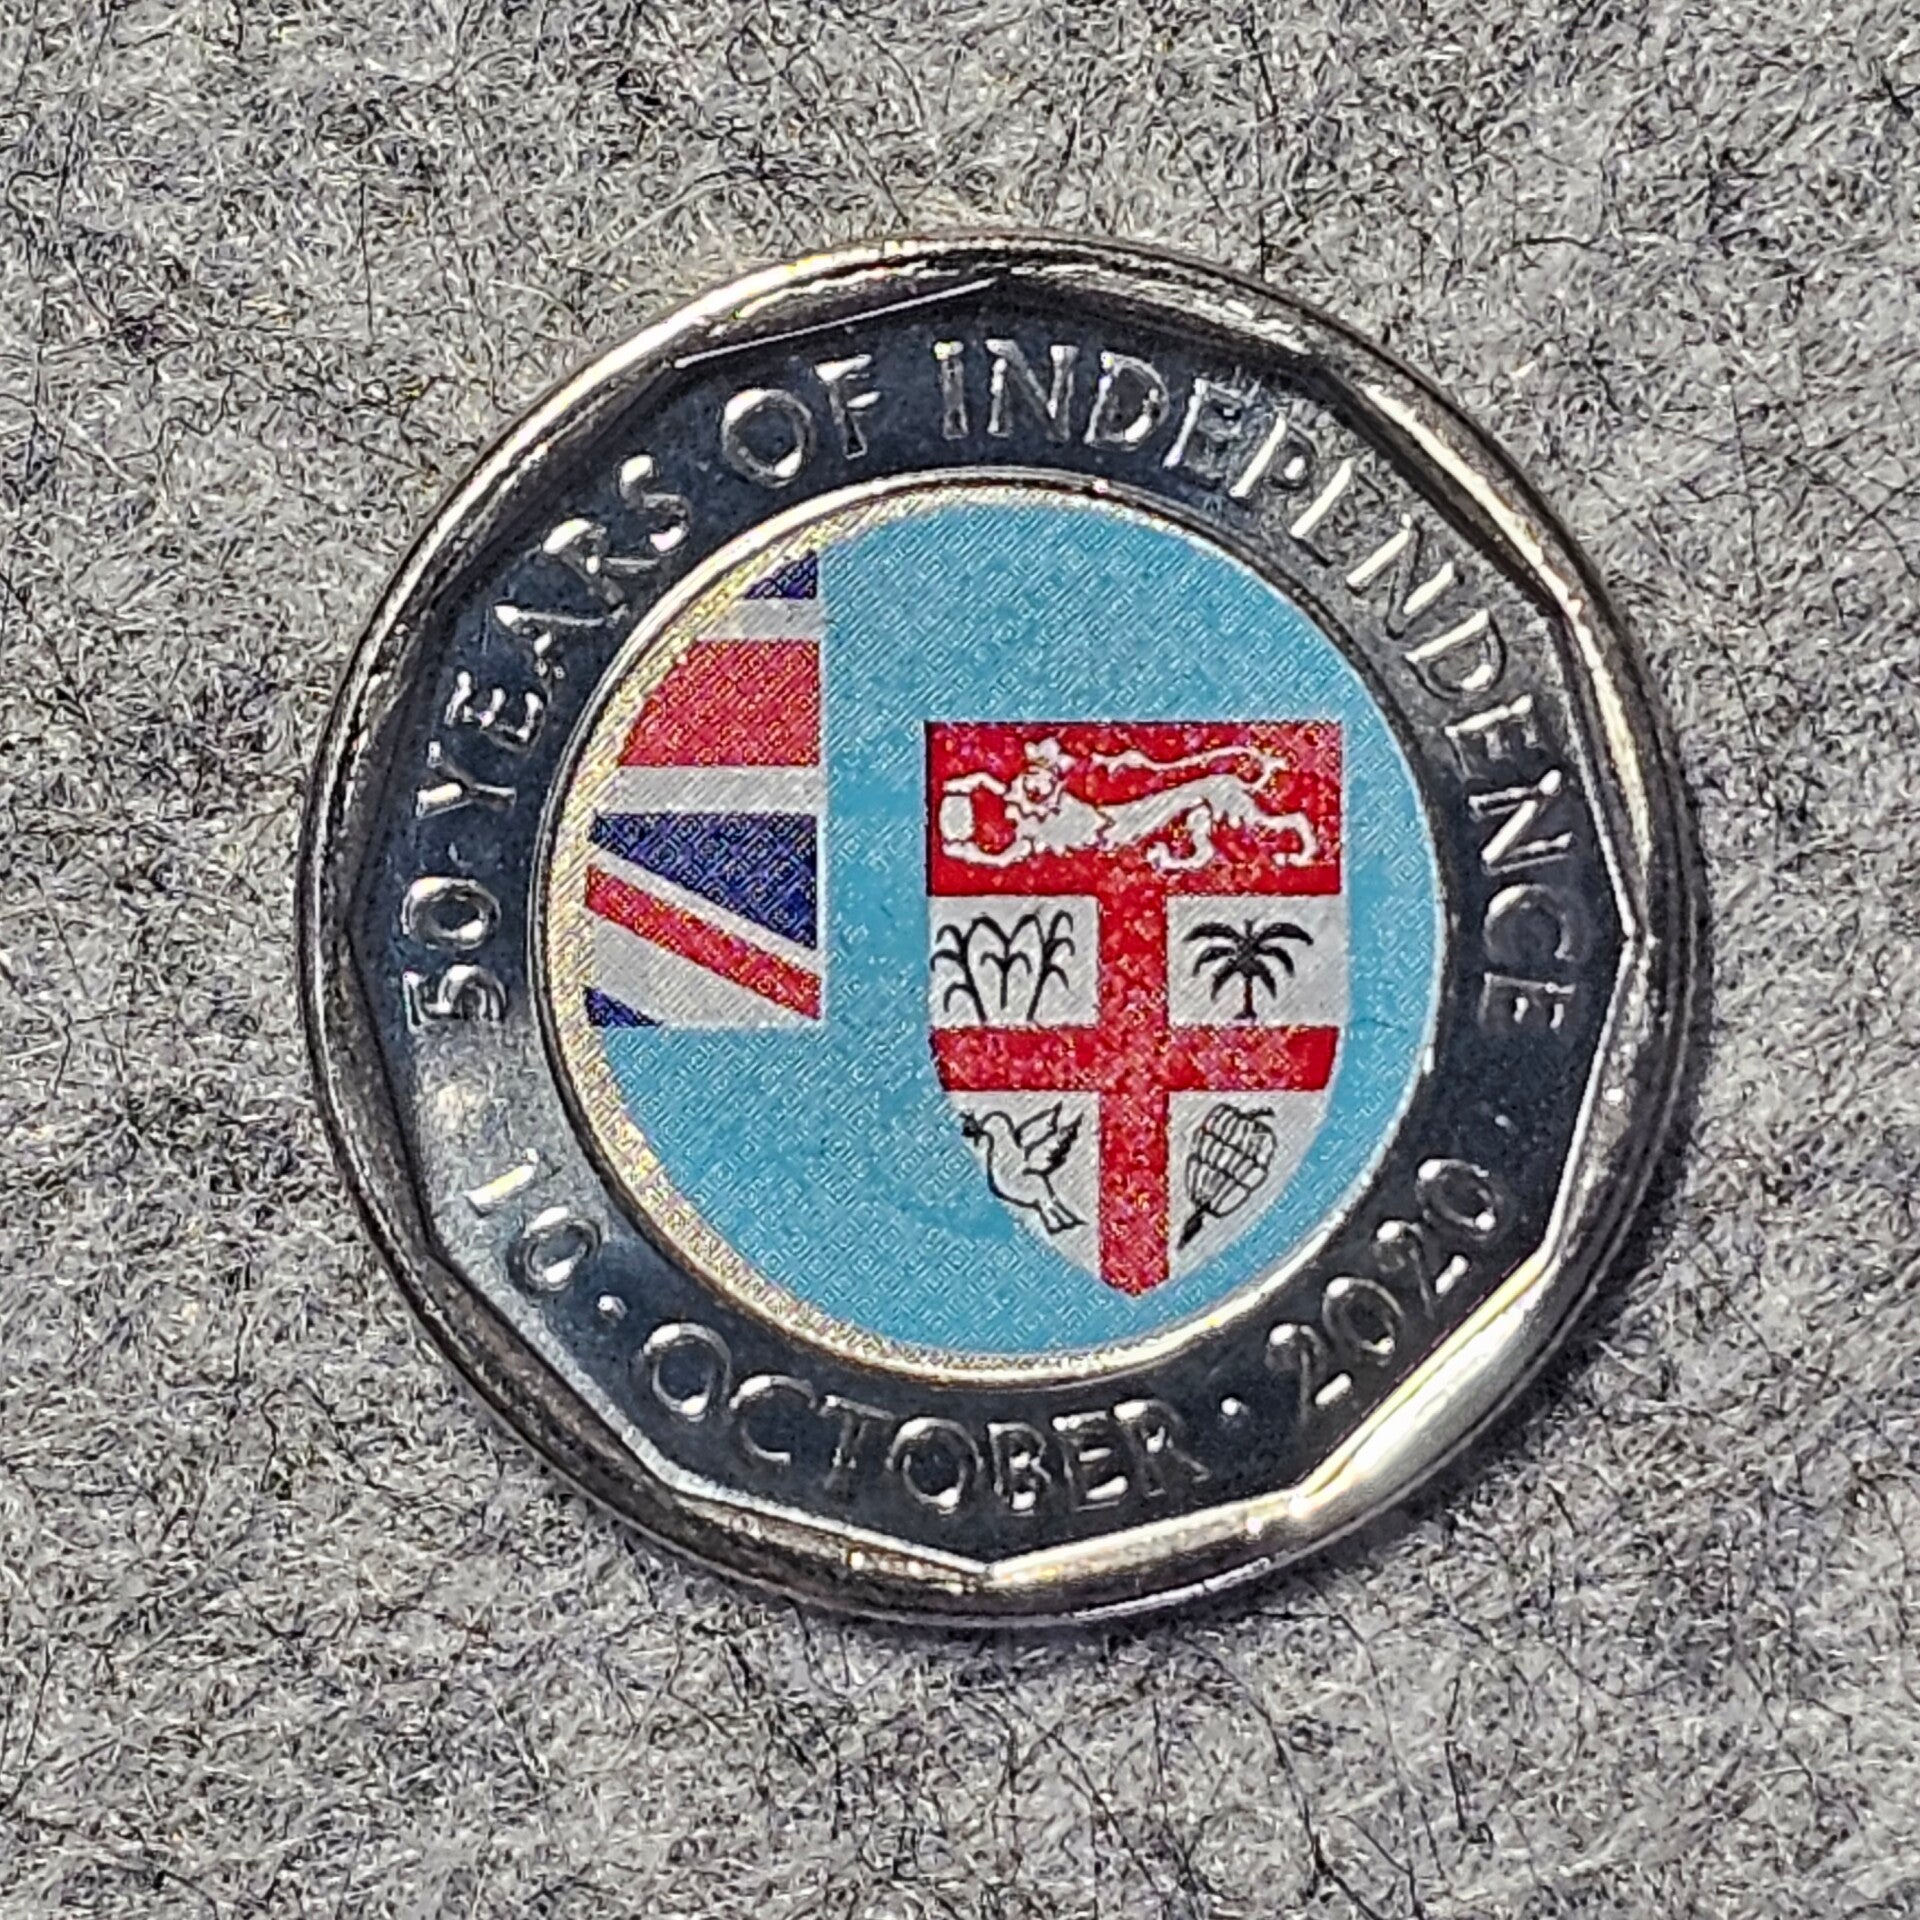 50 YEARS OF INDEPENDENCE
10 · OCTOBER · 2020